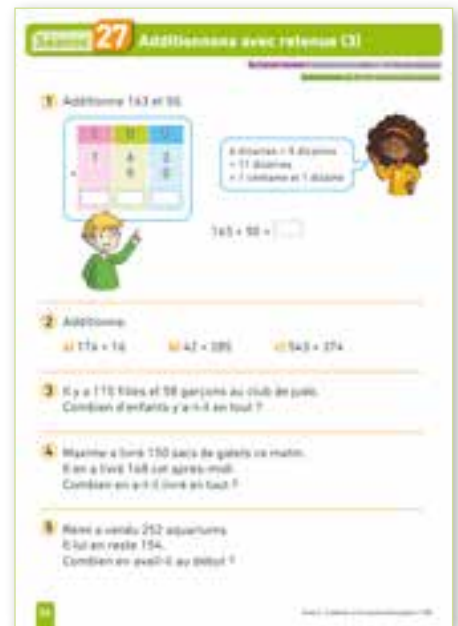 Séance 27 Additionnons avec retenue (3)
1 Additionne 163 et 50.
C D U
1 6 3
+ 5 0
6 dizaines + 5 dizaines
= 11 dizaines
= 1 centaine et 1 dizaine
163 + 50 =
2 Additionne.
a) 174 + 16 b) 42 + 285 c) 543 + 274
3 Il y a 115 filles et 58 garçons au club de judo.
Combien d'enfants y a-t-il en tout ?
4 Maxime a livré 150 sacs de galets ce matin.
Il en a livré 168 cet après-midi.
Combien en a-t-il livré en tout ?
5 Rémi a vendu 252 aquariums.
Il lui en reste 154.
Combien en avait-il au début ?